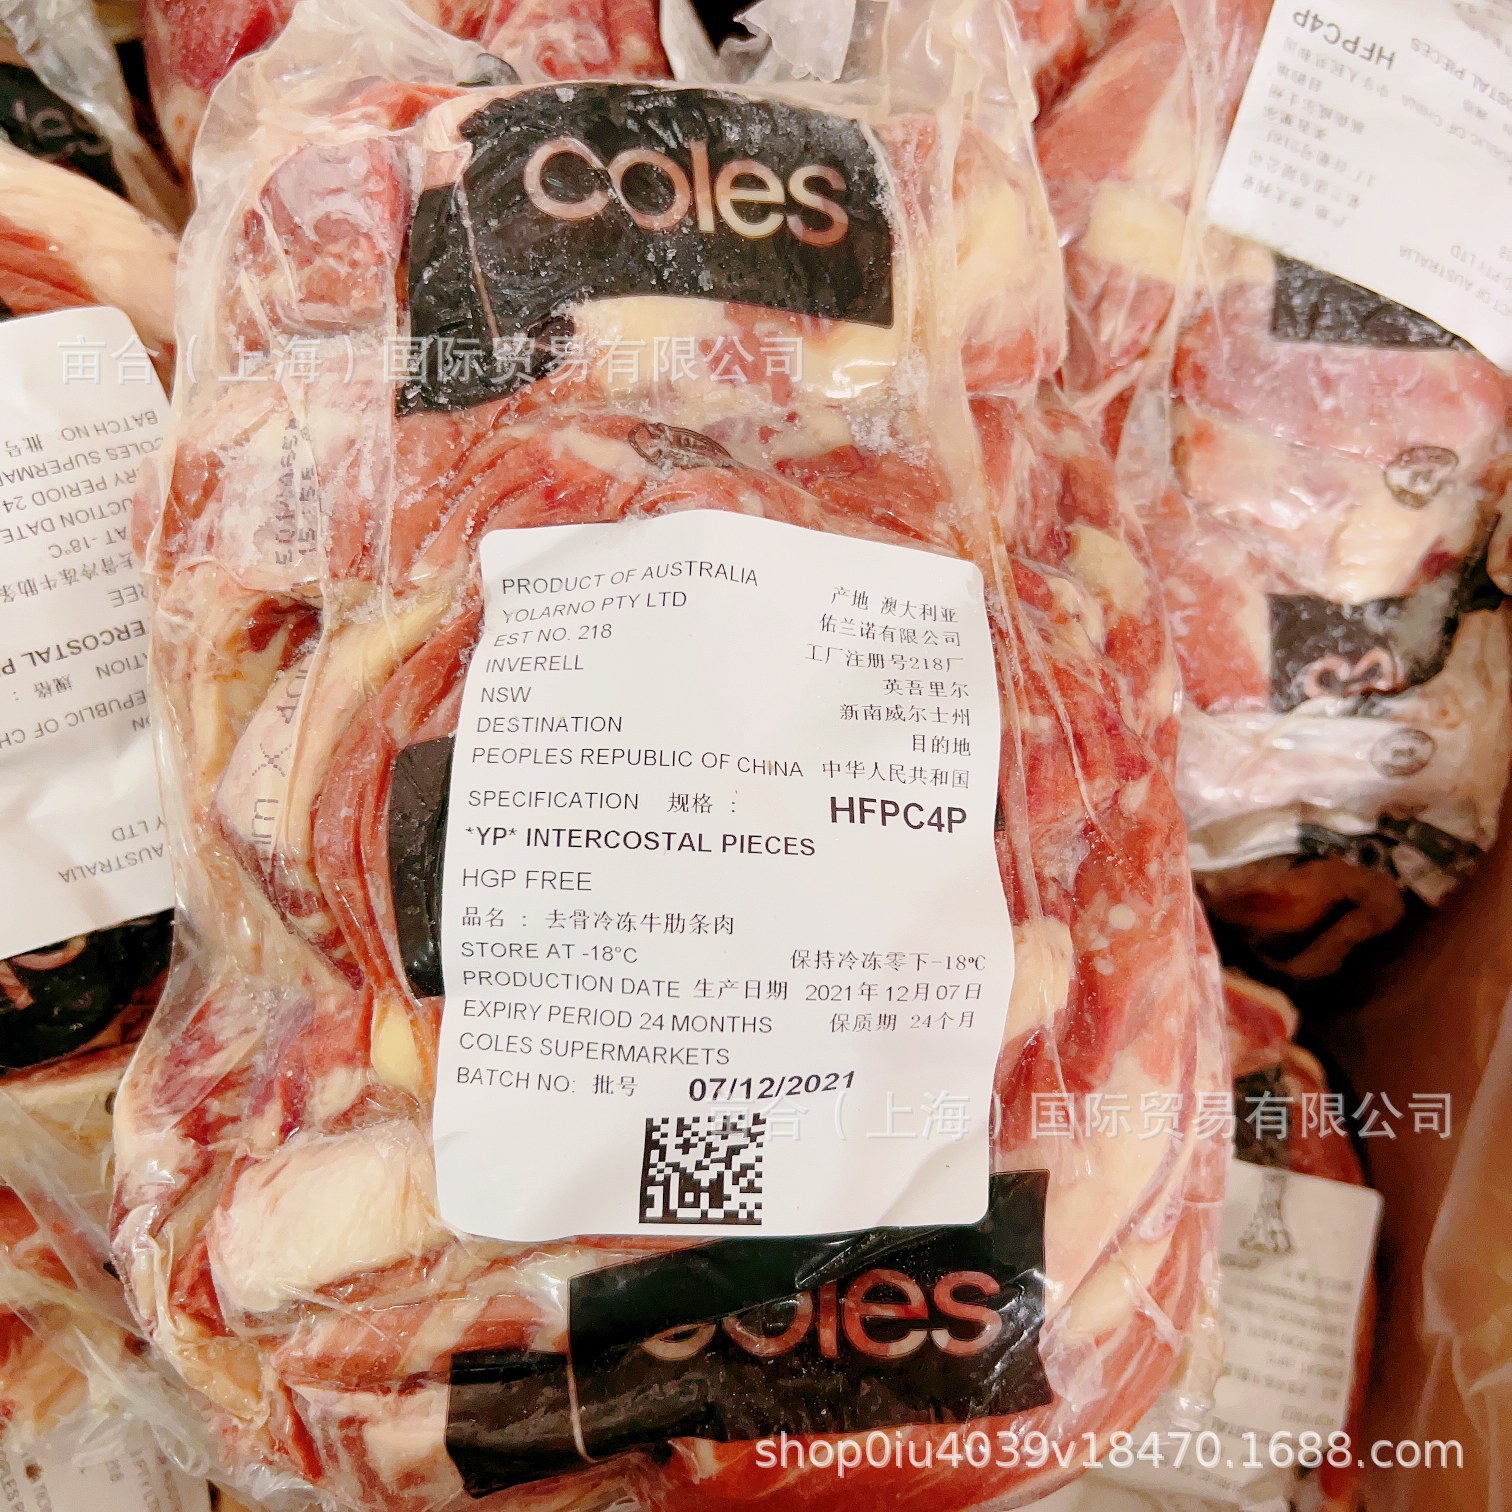 coles
HFPC4P
亩合（上海）国际贸易有限公司
PRODUCT OF AUSTRALIA 产地 澳大利亚
YOLARNO PTY LTD 佑兰诺有限公司
EST NO. 218 工厂注册号218厂
INVERELL 英吾里尔
NSW 新南威尔士州
DESTINATION 目的地
PEOPLES REPUBLIC OF CHINA 中华人民共和国
SPECIFICATION 规格 : HFPC4P
*YP* INTERCOSTAL PIECES
HGP FREE
品名 : 去骨冷冻牛肋条肉
STORE AT -18°C 保持冷冻零下-18°C
PRODUCTION DATE 生产日期 2021年12月07日
EXPIRY PERIOD 24 MONTHS 保质期 24个月
COLES SUPERMARKETS
BATCH NO: 批号 07/12/2021
亩合（上海）国际贸易有限公司
coles
shop0iu4039v18470.1688.com